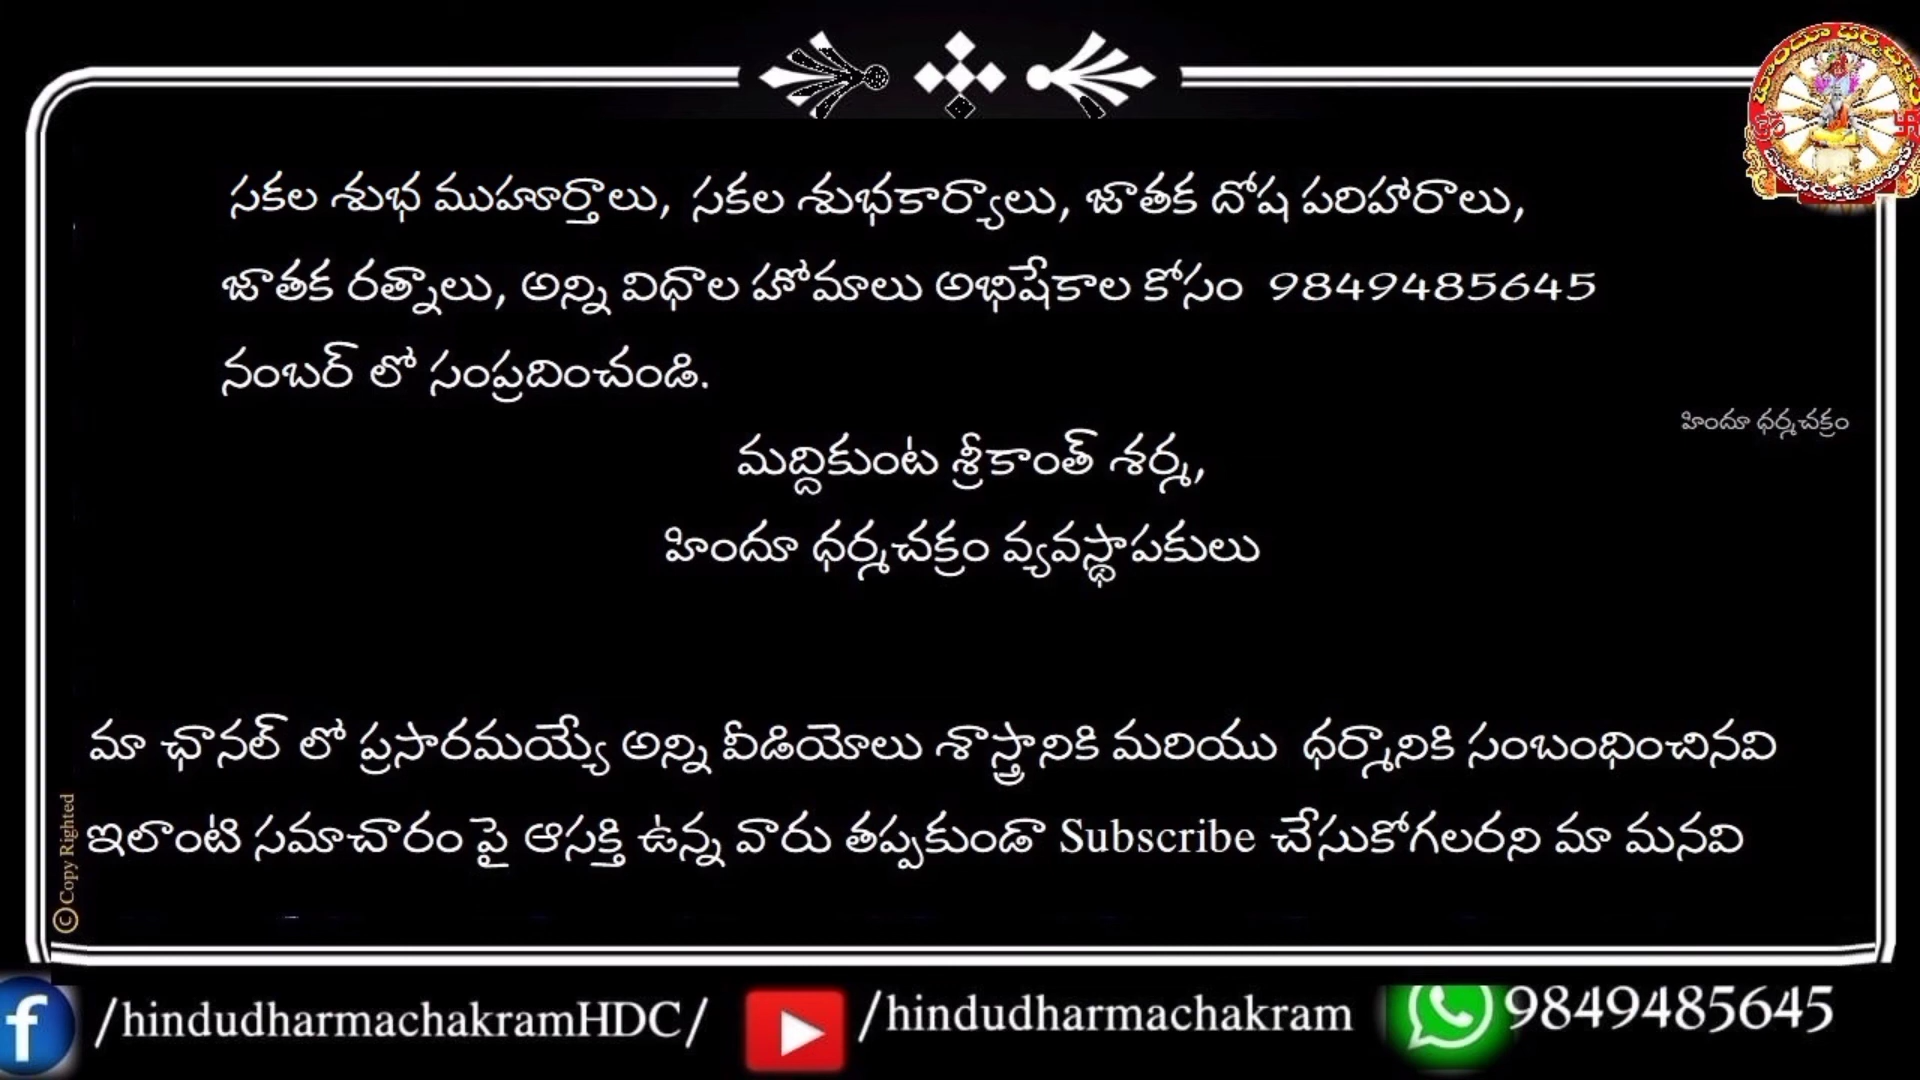 సకల శుభ ముహూర్తాలు, సకల శుభకార్యాలు, జాతక దోష పరిహారాలు,
జాతక రత్నాలు, అన్ని విధాల హోమాలు అభిషేకాల కోసం 9849485645
నంబర్ లో సంప్రదించండి.
హిందూ ధర్మచక్రం
మద్దికుంట శ్రీకాంత్ శర్మ,
హిందూ ధర్మచక్రం వ్యవస్థాపకులు
మా ఛానల్ లో ప్రసారమయ్యే అన్ని వీడియోలు శాస్త్రానికి మరియు ధర్మానికి సంబంధించినవి
ఇలాంటి సమాచారం పై ఆసక్తి ఉన్న వారు తప్పకుండా Subscribe చేసుకోగలరని మా మనవి
© Copy Righted
/hindudharmachakramHDC/ /hindudharmachakram 9849485645